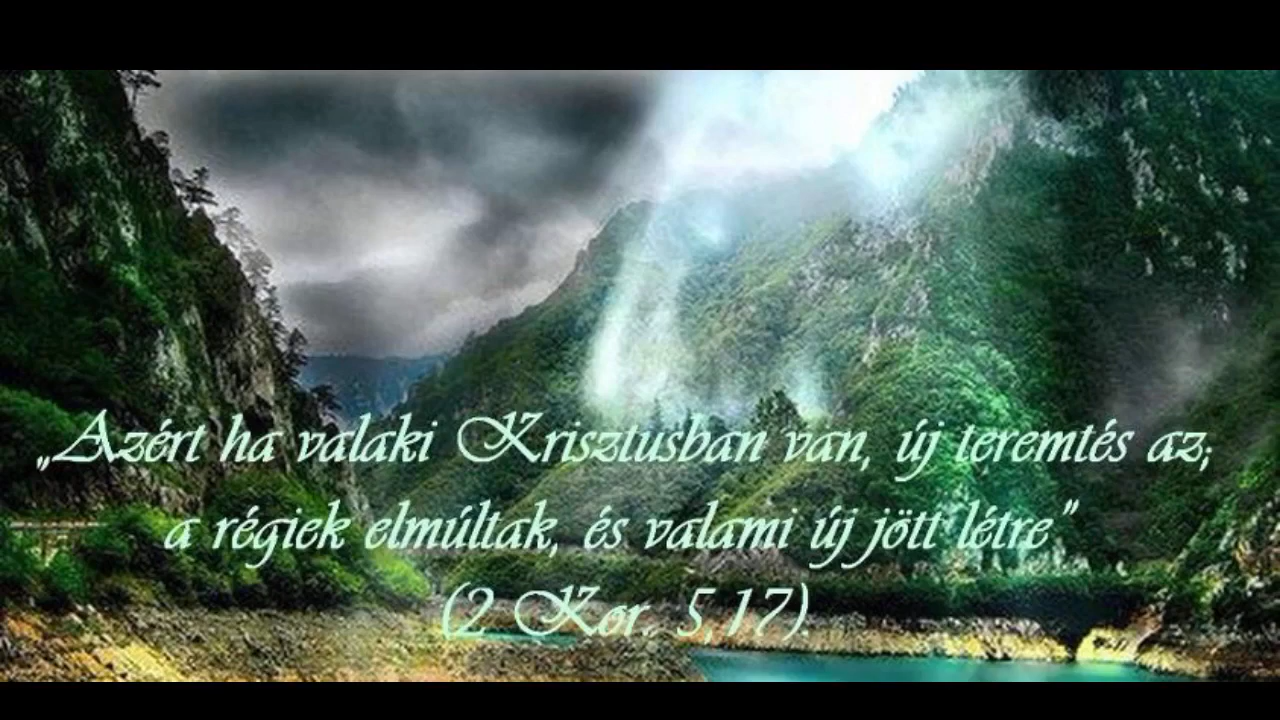 „Azért ha valaki Krisztusban van, új teremtés az;
a régiek elmúltak, és valami új jött létre”
(2 Kor. 5,17).